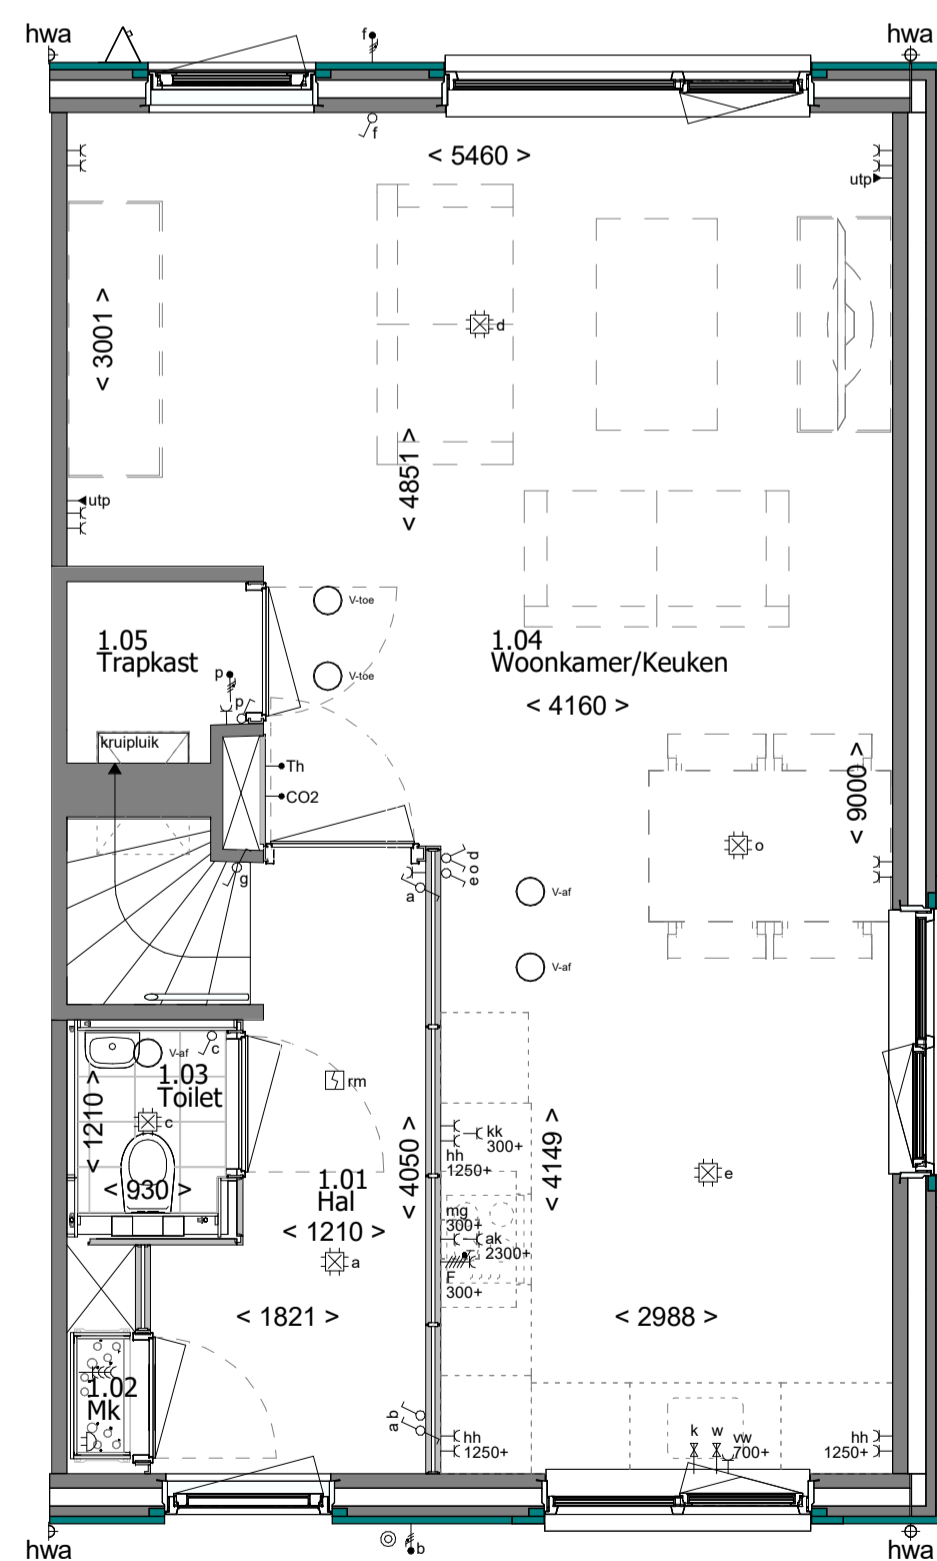 hwa
f
hwa
f
< 5460 >
utp
< 3001 >
d
< 4851 >
utp
V-toe
1.05
Trapkast
1.04
Woonkamer/Keuken
p
V-toe
p
< 4160 >
kruipluik
Th
CO2
< 9000 >
o
g
a
e o d
V-af
V-af
V-af
c
1.03
Toilet
rm
< 1210 >
c
kk
300+
hh
1250+
< 4050 >
< 4149 >
e
< 930 >
1.01
Hal
< 1210 >
mg
300+
ak
2300+
a
F
300+
< 1821 >
< 2988 >
1.02
Mk
a b
hh
1250+
k
w
vw
700+
hh
1250+
hwa
b
hwa